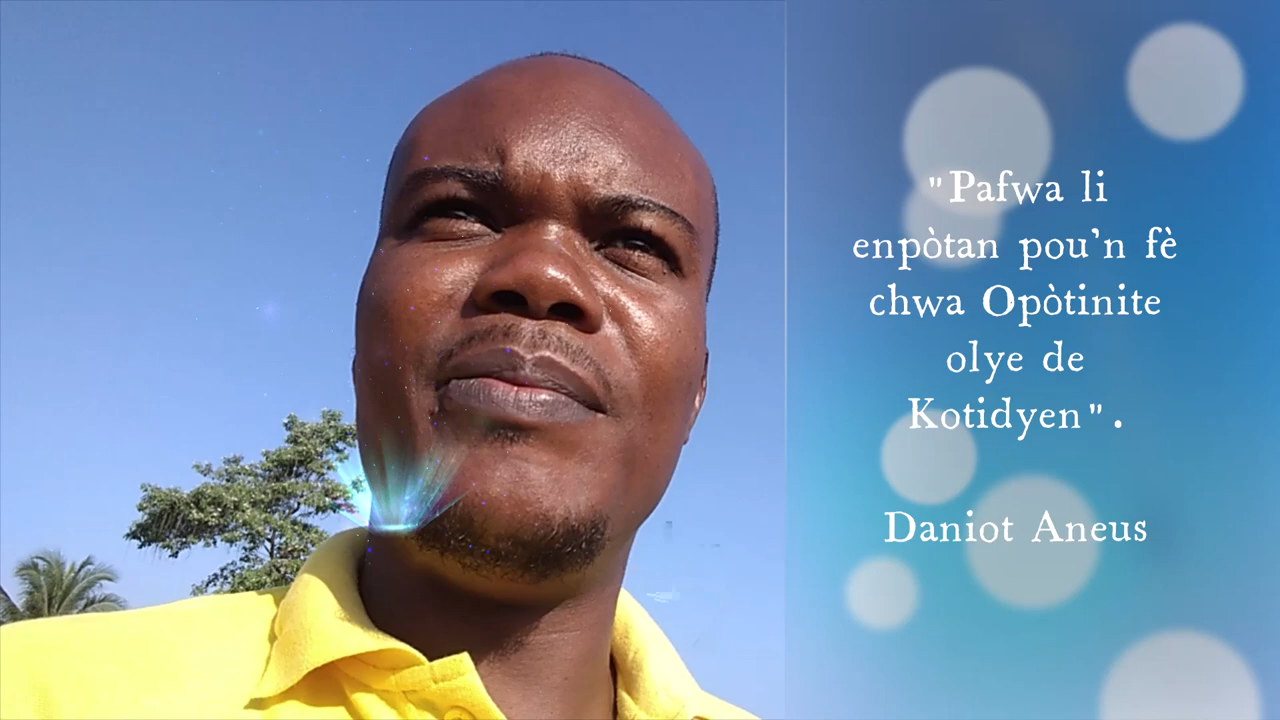 "Pafwa li
enpòtan pou'n fè
chwa Opòtinite
olye de
Kotidyen".
Daniot Aneus